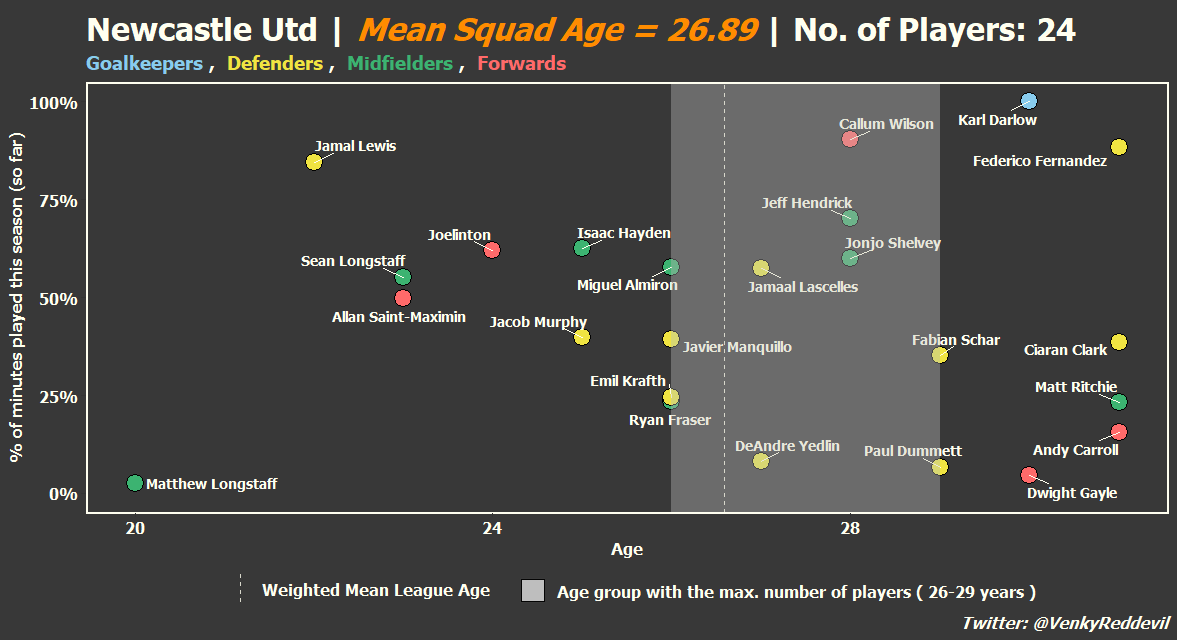 Newcastle Utd | Mean Squad Age = 26.89 | No. of Players: 24
Goalkeepers , Defenders , Midfielders , Forwards
% of minutes played this season (so far)
100%
75%
50%
25%
0%
Karl Darlow
Callum Wilson
Jamal Lewis
Federico Fernandez
Jeff Hendrick
Joelinton
Isaac Hayden
Jonjo Shelvey
Sean Longstaff
Miguel Almiron
Jamaal Lascelles
Allan Saint-Maximin
Jacob Murphy
Javier Manquillo
Fabian Schar
Ciaran Clark
Emil Krafth
Matt Ritchie
Ryan Fraser
DeAndre Yedlin
Paul Dummett
Andy Carroll
Matthew Longstaff
Dwight Gayle
20
24
28
Age
Weighted Mean League Age
Age group with the max. number of players ( 26-29 years )
Twitter: @VenkyReddevil